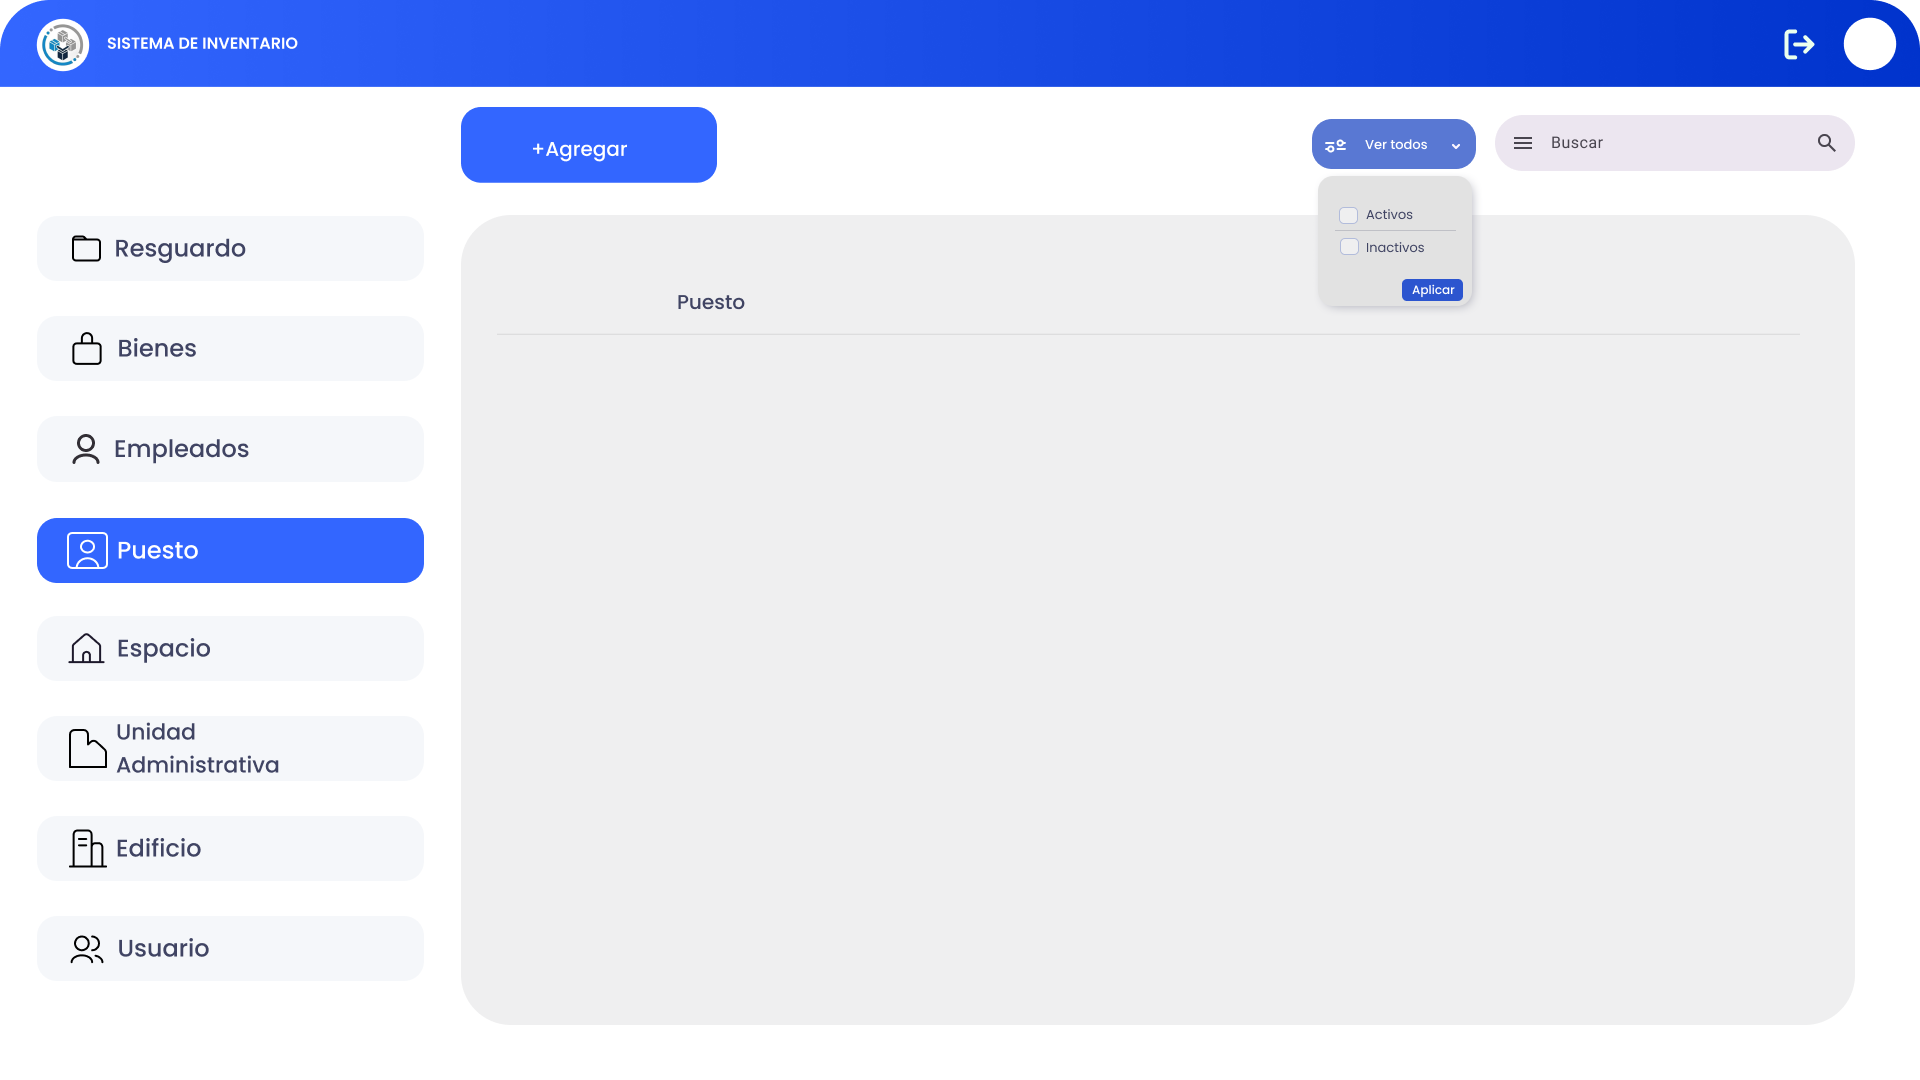 SISTEMA DE INVENTARIO
+Agregar
Ver todos
Buscar
Activos
Inactivos
Aplicar
Resguardo
Bienes
Empleados
Puesto
Espacio
Unidad
Administrativa
Edificio
Usuario
Puesto